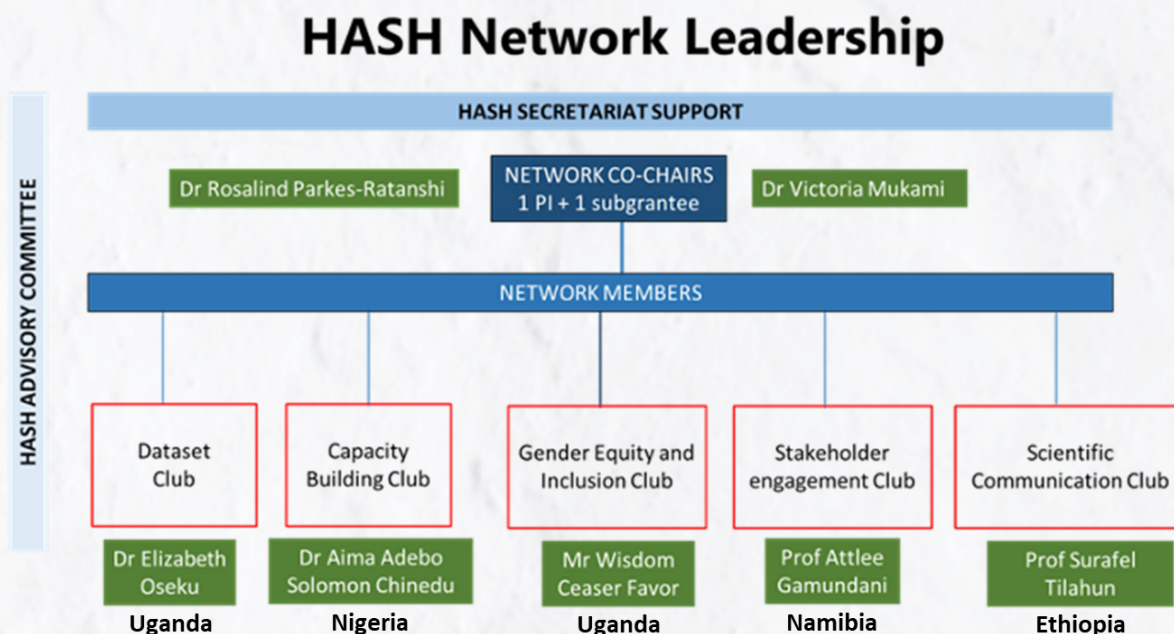 HASH Network Leadership
HASH SECRETARIAT SUPPORT
HASH ADVISORY COMMITTEE
Dr Rosalind Parkes-Ratanshi
NETWORK CO-CHAIRS
1 PI + 1 subgrantee
Dr Victoria Mukami
NETWORK MEMBERS
Dataset
Club
Capacity
Building Club
Gender Equity and
Inclusion Club
Stakeholder
engagement Club
Scientific
Communication Club
Dr Elizabeth
Oseku
Dr Aima Adebo
Solomon Chinedu
Mr Wisdom
Ceaser Favor
Prof Attlee
Gamundani
Prof Surafel
Tilahun
Uganda
Nigeria
Uganda
Namibia
Ethiopia